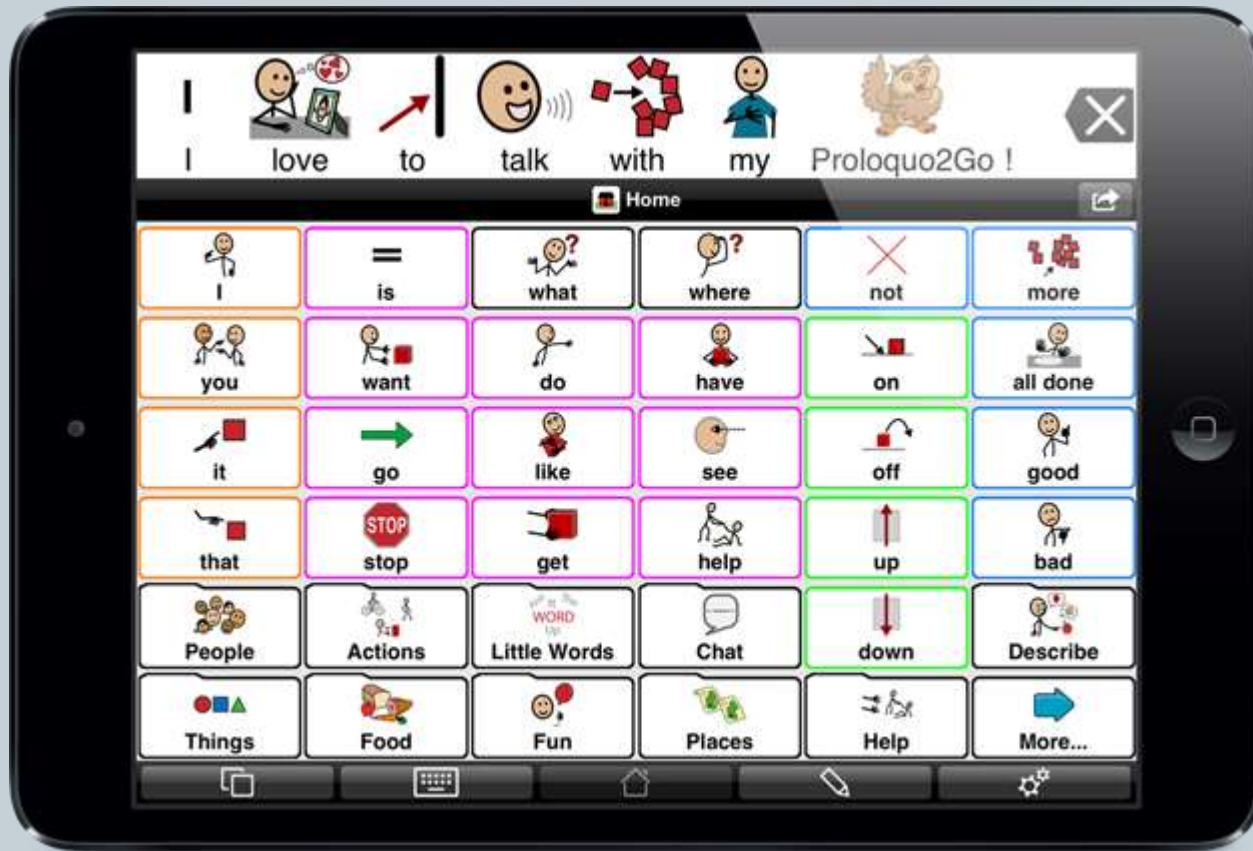 I love to talk with my Proloquo2Go !
Home
I is what where not more
you want do have on all done
it go like see off good
STOP
that stop get help up bad
WORD
People Actions Little Words Chat down Describe
Things Food Fun Places Help More...